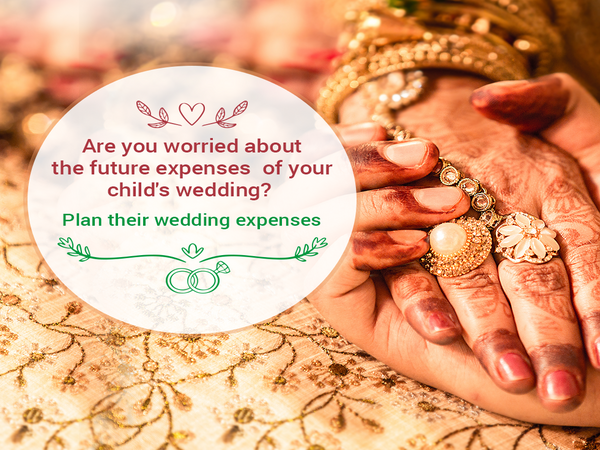 Are you worried about
the future expenses of your
child's wedding?
Plan their wedding expenses